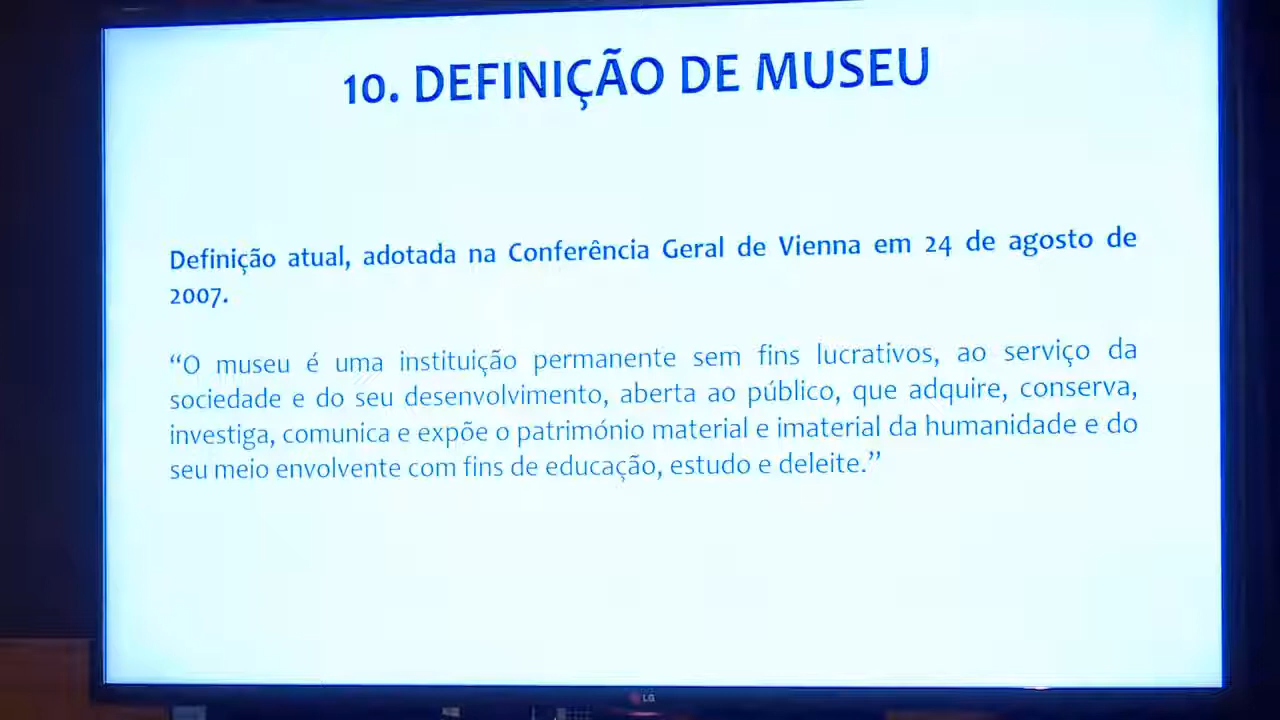 10. DEFINIÇÃO DE MUSEU
Definição atual, adotada na Conferência Geral de Vienna em 24 de agosto de
2007.
“O museu é uma instituição permanente sem fins lucrativos, ao serviço da
sociedade e do seu desenvolvimento, aberta ao público, que adquire, conserva,
investiga, comunica e expõe o património material e imaterial da humanidade e do
seu meio envolvente com fins de educação, estudo e deleite.”
LG